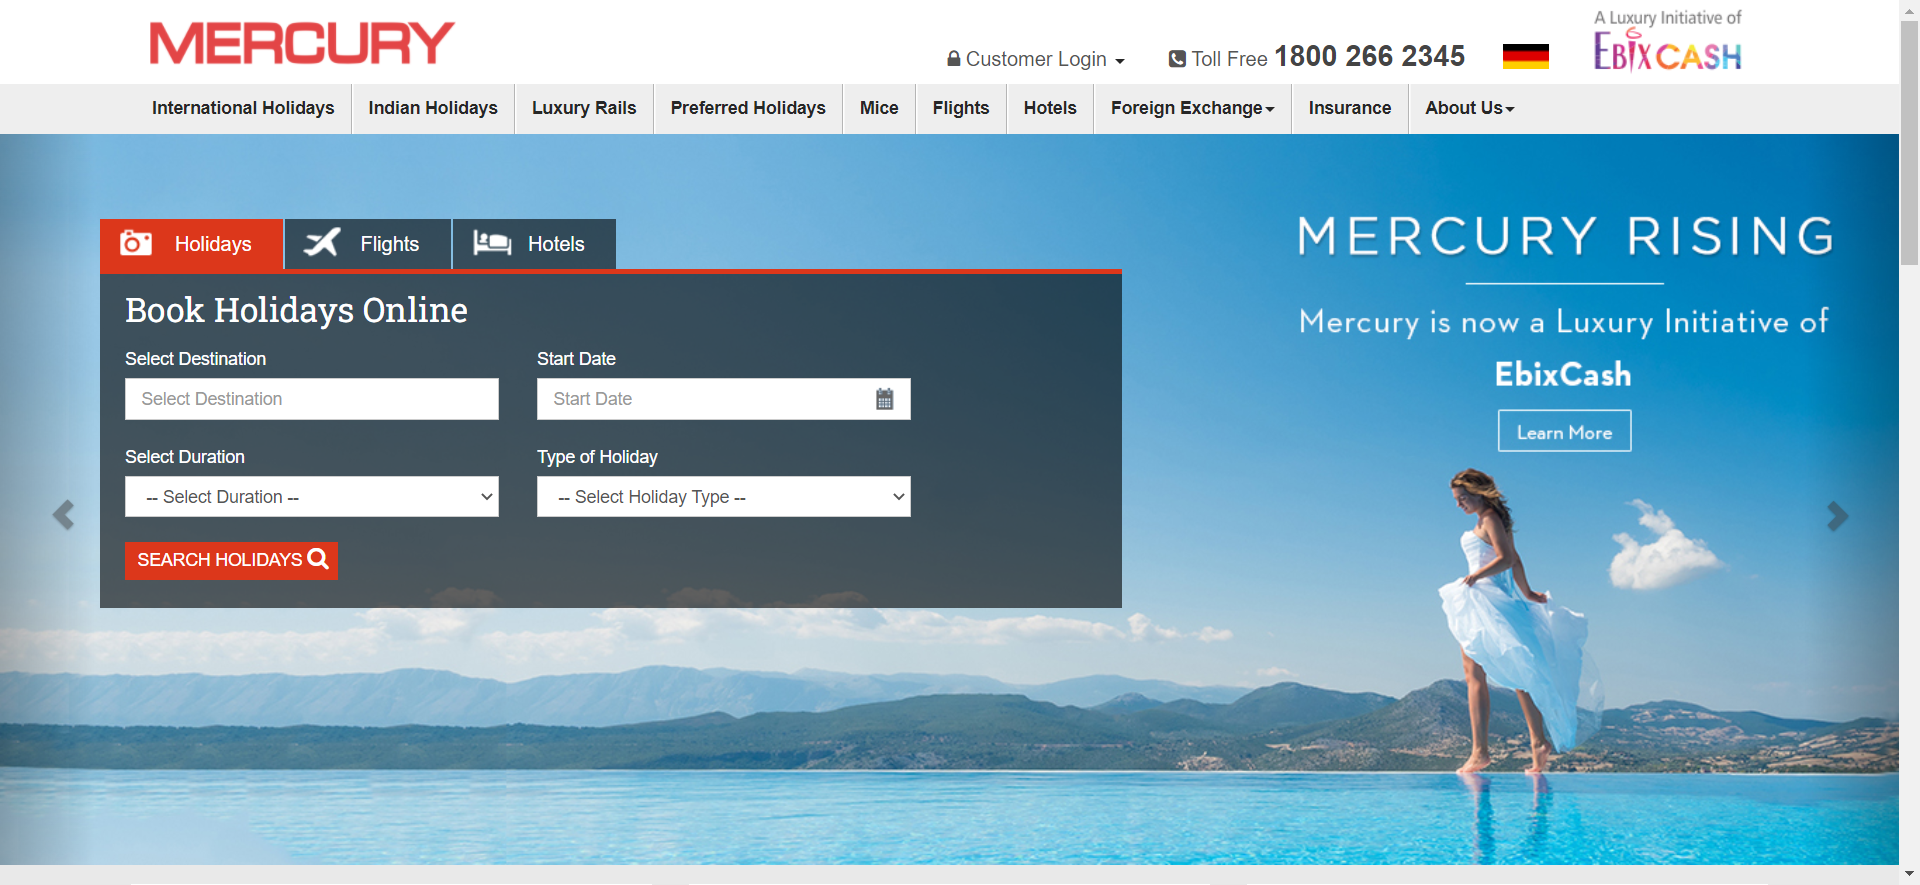 MERCURY
Customer Login
Toll Free 1800 266 2345
A Luxury Initiative of
EBIXCASH
International Holidays
Indian Holidays
Luxury Rails
Preferred Holidays
Mice
Flights
Hotels
Foreign Exchange
Insurance
About Us
Holidays
Flights
Hotels
Book Holidays Online
Select Destination
Select Destination
Start Date
Start Date
Select Duration
-- Select Duration --
Type of Holiday
-- Select Holiday Type --
SEARCH HOLIDAYS
MERCURY RISING
Mercury is now a Luxury Initiative of
EbixCash
Learn More